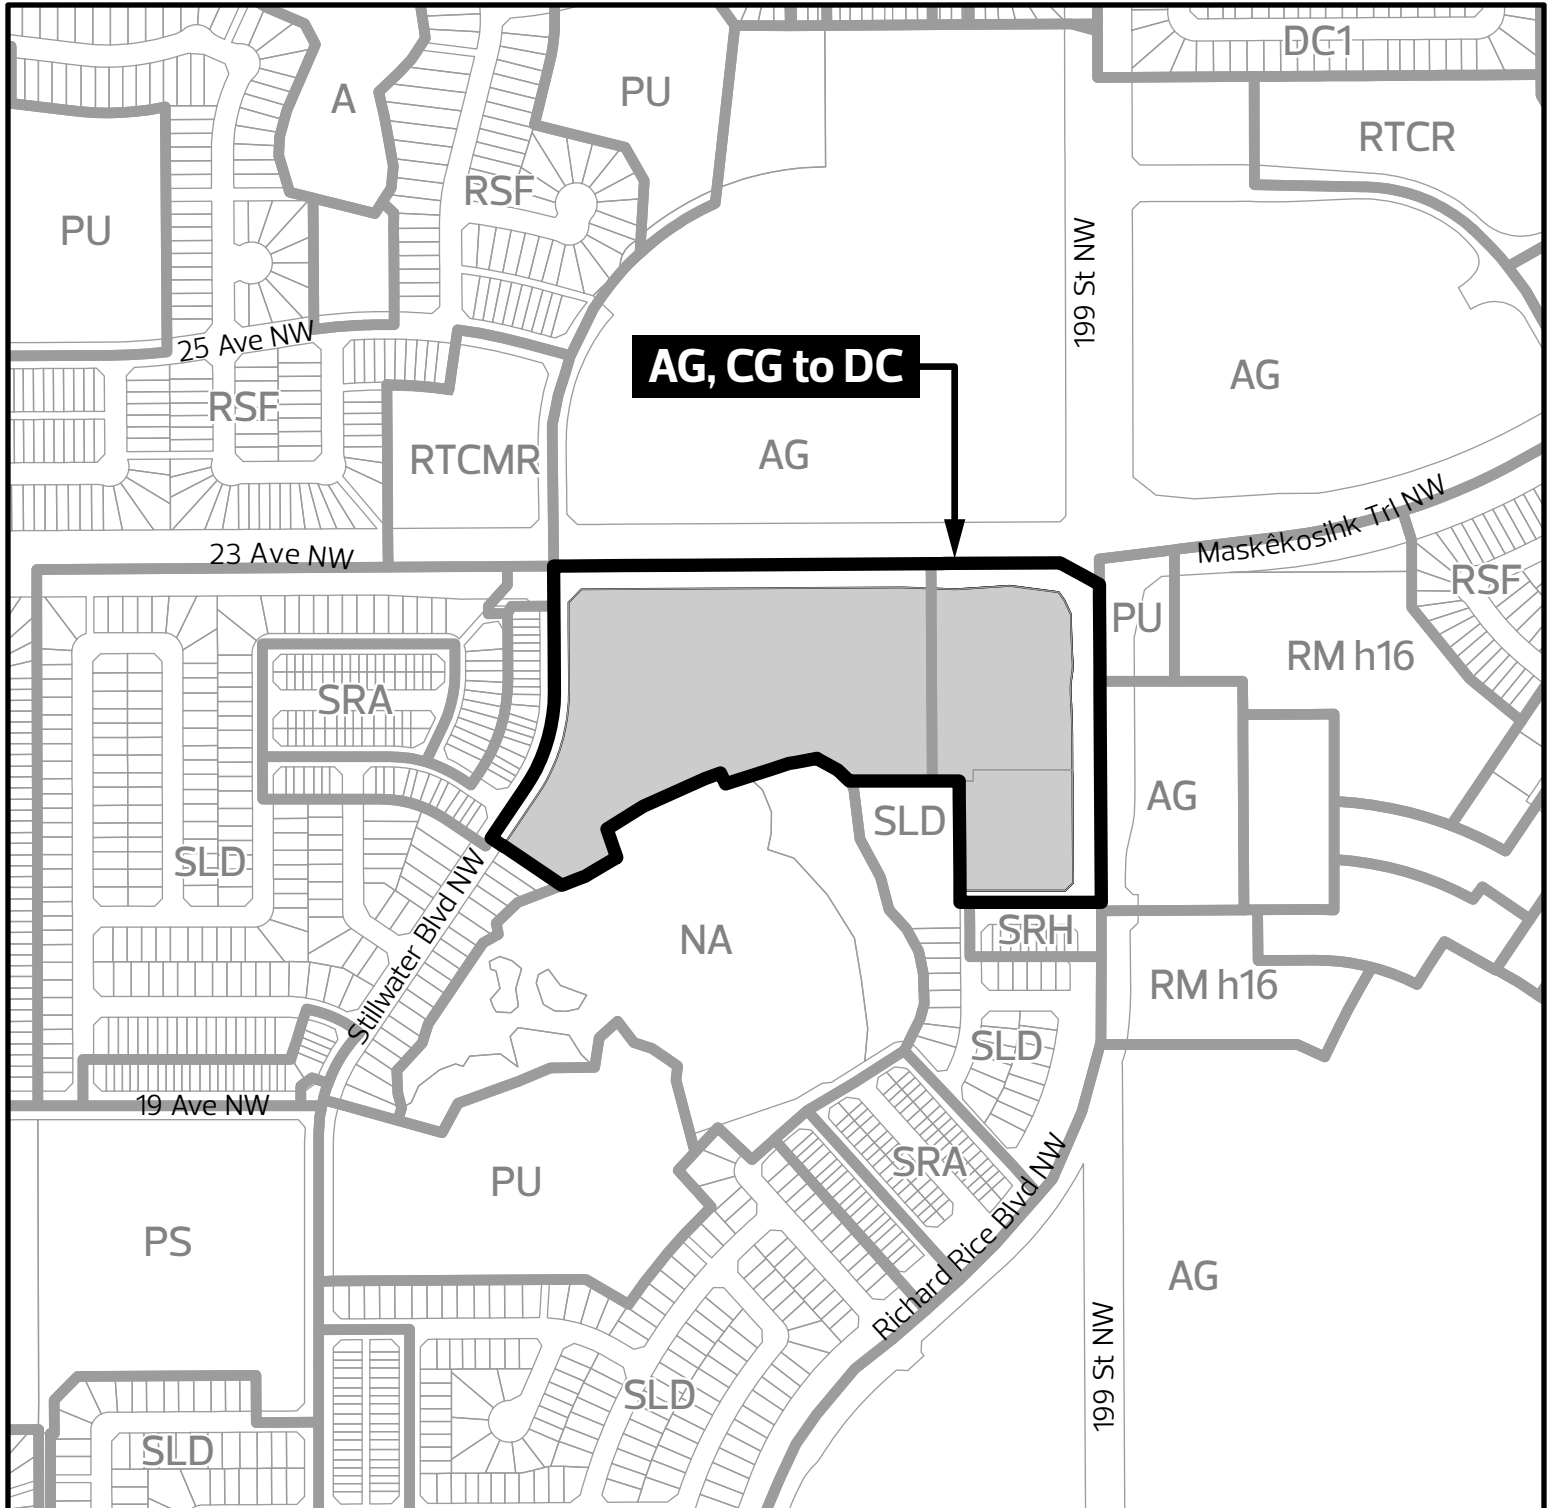 DC1
A
PU
RTCR
RSF
PU
199 St NW
25 Ave NW
AG, CG to DC
AG
RSF
RTCMR
AG
Maskêkosihk Trl NW
23 Ave NW
RSF
PU
RM h16
SRA
AG
SLD
SLD
Stillwater Blvd NW
NA
SRH
RM h16
SLD
19 Ave NW
SRA
PU
Richard Rice Blvd NW
PS
AG
199 St NW
SLD
SLD